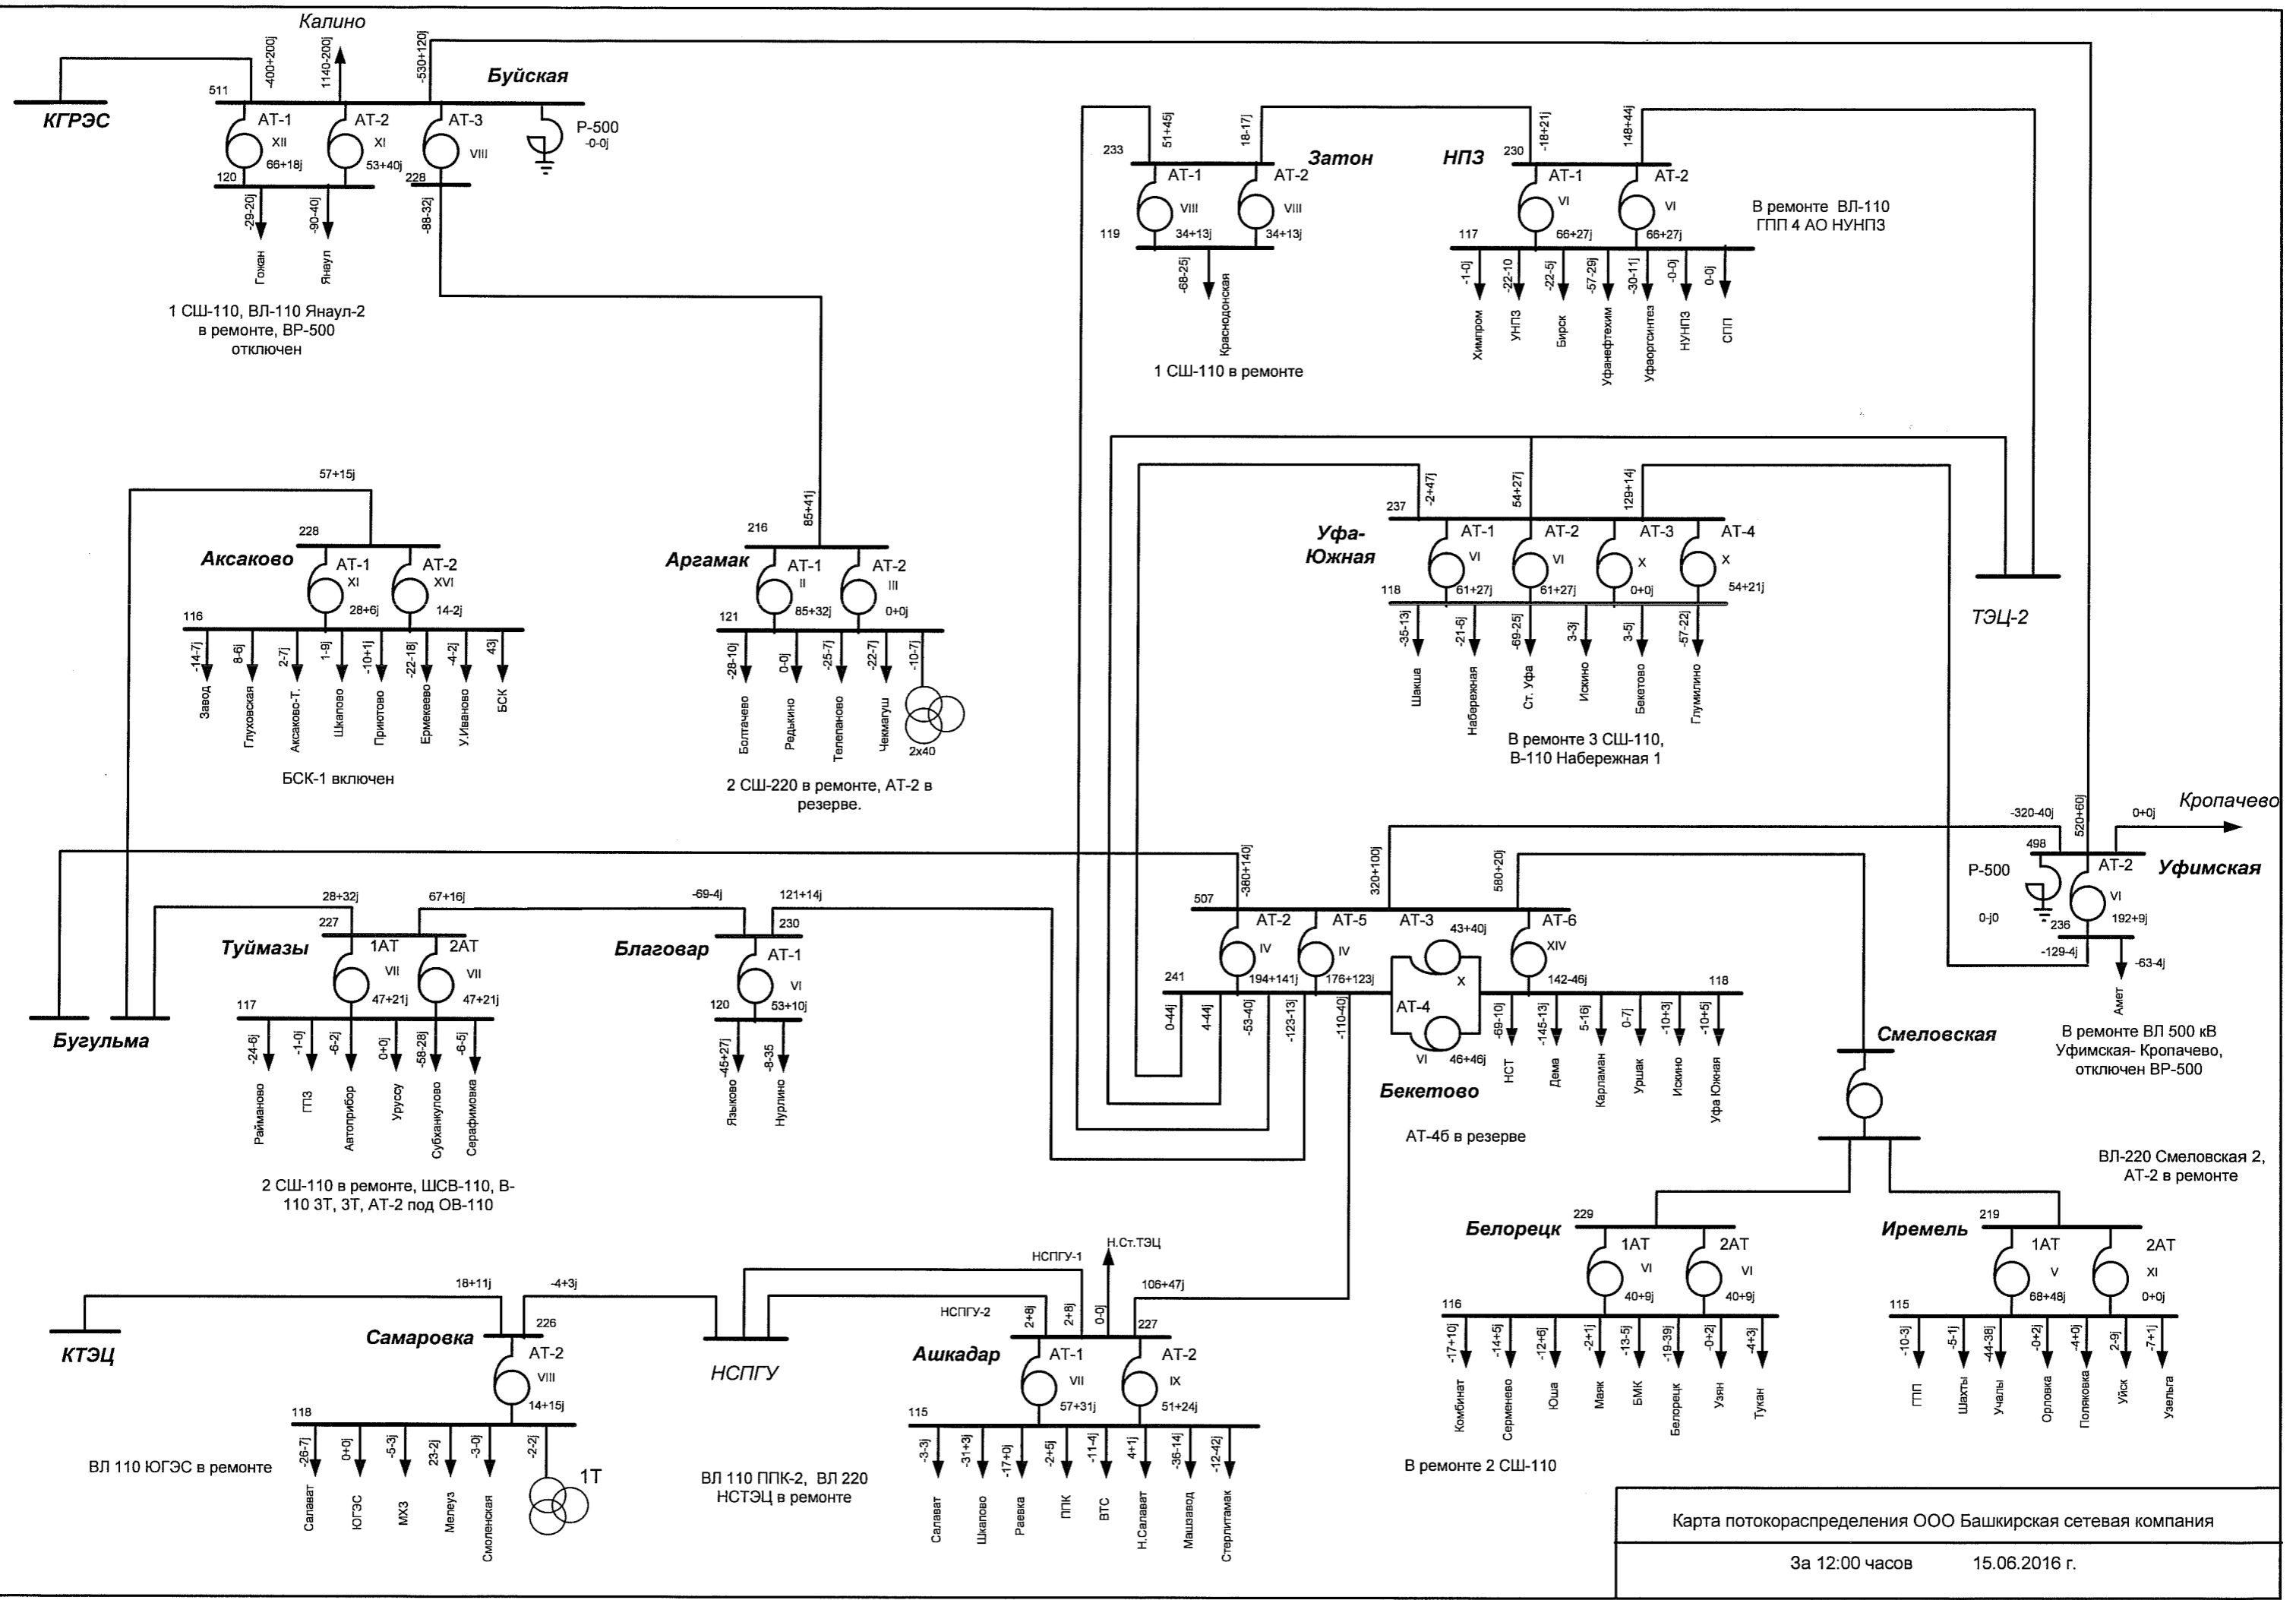 Калино
-400+200j
1140-200j
-530+120j
Буйская
511
КГРЭС
АТ-1
XII
66+18j
АТ-2
XI
53+40j
АТ-3
VIII
Р-500
-0-0j
120
228
-29-20j
-90-40j
-88-32j
Гожан
Янаул
1 СШ-110, ВЛ-110 Янаул-2
в ремонте, ВР-500
отключен
51+45j
18-17j
233
Затон
АТ-1
VIII
34+13j
АТ-2
VIII
34+13j
119
-68-25j
Краснодонская
1 СШ-110 в ремонте
НПЗ
230
-18+21j
148+44j
АТ-1
VI
66+27j
АТ-2
VI
66+27j
117
В ремонте ВЛ-110
ГПП 4 АО НУНПЗ
-1-0j
-22-10
-22-5j
-57-29j
-30-11j
-0-0j
0-0j
Химпром
УНПЗ
Бирск
Уфанефтехим
Уфаоргсинтез
НУНПЗ
СПП
57+15j
228
Аксаково
АТ-1
XI
28+6j
АТ-2
XVI
14-2j
116
-14-7j
8-6j
2-7j
1-9j
-10+1j
-22-18j
-4-2j
43j
Завод
Глуховская
Аксаково-Т.
Шкапово
Приютово
Ермекеево
У.Иваново
БСК
БСК-1 включен
85+41j
216
Аргамак
АТ-1
II
85+32j
АТ-2
III
0+0j
121
-28-10j
0-0j
-25-7j
-22-7j
-10-7j
Болтачево
Редькино
Телепаново
Чекмагуш
2х40
2 СШ-220 в ремонте, АТ-2 в
резерве.
-2+47j
54+27j
129+14j
237
Уфа-
Южная
АТ-1
VI
61+27j
АТ-2
VI
61+27j
АТ-3
X
0+0j
АТ-4
X
54+21j
118
-35-13j
-21-6j
-69-25j
3-3j
3-5j
-57-22j
Шакша
Набережная
Ст. Уфа
Искино
Бекетово
Глумилино
В ремонте 3 СШ-110,
В-110 Набережная 1
ТЭЦ-2
Кропачево
-320-40j
520+60j
0+0j
498
Р-500
0-j0
АТ-2
VI
192+9j
Уфимская
236
-129-4j
-63-4j
Амет
В ремонте ВЛ 500 кВ
Уфимская- Кропачево,
отключен ВР-500
Бугульма
28+32j
67+16j
227
Туймазы
1АТ
VII
47+21j
2АТ
VII
47+21j
117
-24-6j
-1-0j
-6-2j
0+0j
-58-28j
-6-5j
Райманово
ГПЗ
Автоприбор
Уруссу
Субханкулово
Серафимовка
2 СШ-110 в ремонте, ШСВ-110, В-
110 3Т, 3Т, АТ-2 под ОВ-110
-69-4j
121+14j
230
Благовар
АТ-1
VI
53+10j
120
-45+27j
-8-35
Языково
Нурлино
-380+140j
320+100j
580+20j
507
АТ-2
IV
194+141j
АТ-5
IV
176+123j
АТ-3
43+40j
X
АТ-4
VI
46+46j
АТ-6
XIV
142-46j
241
118
0-44j
4-44j
-53-40j
-123-13j
-110-40j
-69-10j
-145-13j
5-16j
0-7j
-10+3j
-10+5j
НСТ
Дема
Карламан
Уршак
Искино
Уфа Южная
Бекетово
АТ-4б в резерве
Смеловская
ВЛ-220 Смеловская 2,
АТ-2 в ремонте
Белорецк
229
1АТ
VI
40+9j
2АТ
VI
40+9j
116
-17+10j
-14+5j
-12+6j
-2+1j
-13-5j
-19-39j
-0+2j
-4+3j
Комбинат
Серменево
Юша
Маяк
БМК
Белорецк
Узян
Тукан
В ремонте 2 СШ-110
Иремель
219
1АТ
V
68+48j
2АТ
XI
0+0j
115
-10-3j
-5-1j
-44-38j
-0+2j
-4+0j
2-9j
-7+1j
ГПП
Шахты
Учалы
Орловка
Поляковка
Уйск
Узельга
КТЭЦ
18+11j
-4+3j
226
Самаровка
АТ-2
VIII
14+15j
118
-26-7j
0+0j
-5-3j
23-2j
-3-0j
-2-2j
Салават
ЮГЭС
МХЗ
Мелеуз
Смоленская
1Т
ВЛ 110 ЮГЭС в ремонте
НСПГУ
НСПГУ-1
НСПГУ-2
Н.Ст.ТЭЦ
2+8j
2+8j
0-0j
106+47j
227
Ашкадар
АТ-1
VII
57+31j
АТ-2
IX
51+24j
115
-3-3j
-31+3j
-17+0j
-2+5j
-11-4j
4+1j
-36-14j
-12-42j
Салават
Шкапово
Раевка
ППК
ВТС
Н.Салават
Машзавод
Стерлитамак
ВЛ 110 ППК-2, ВЛ 220
НСТЭЦ в ремонте
Карта потокораспределения ООО Башкирская сетевая компания
За 12:00 часов 15.06.2016 г.